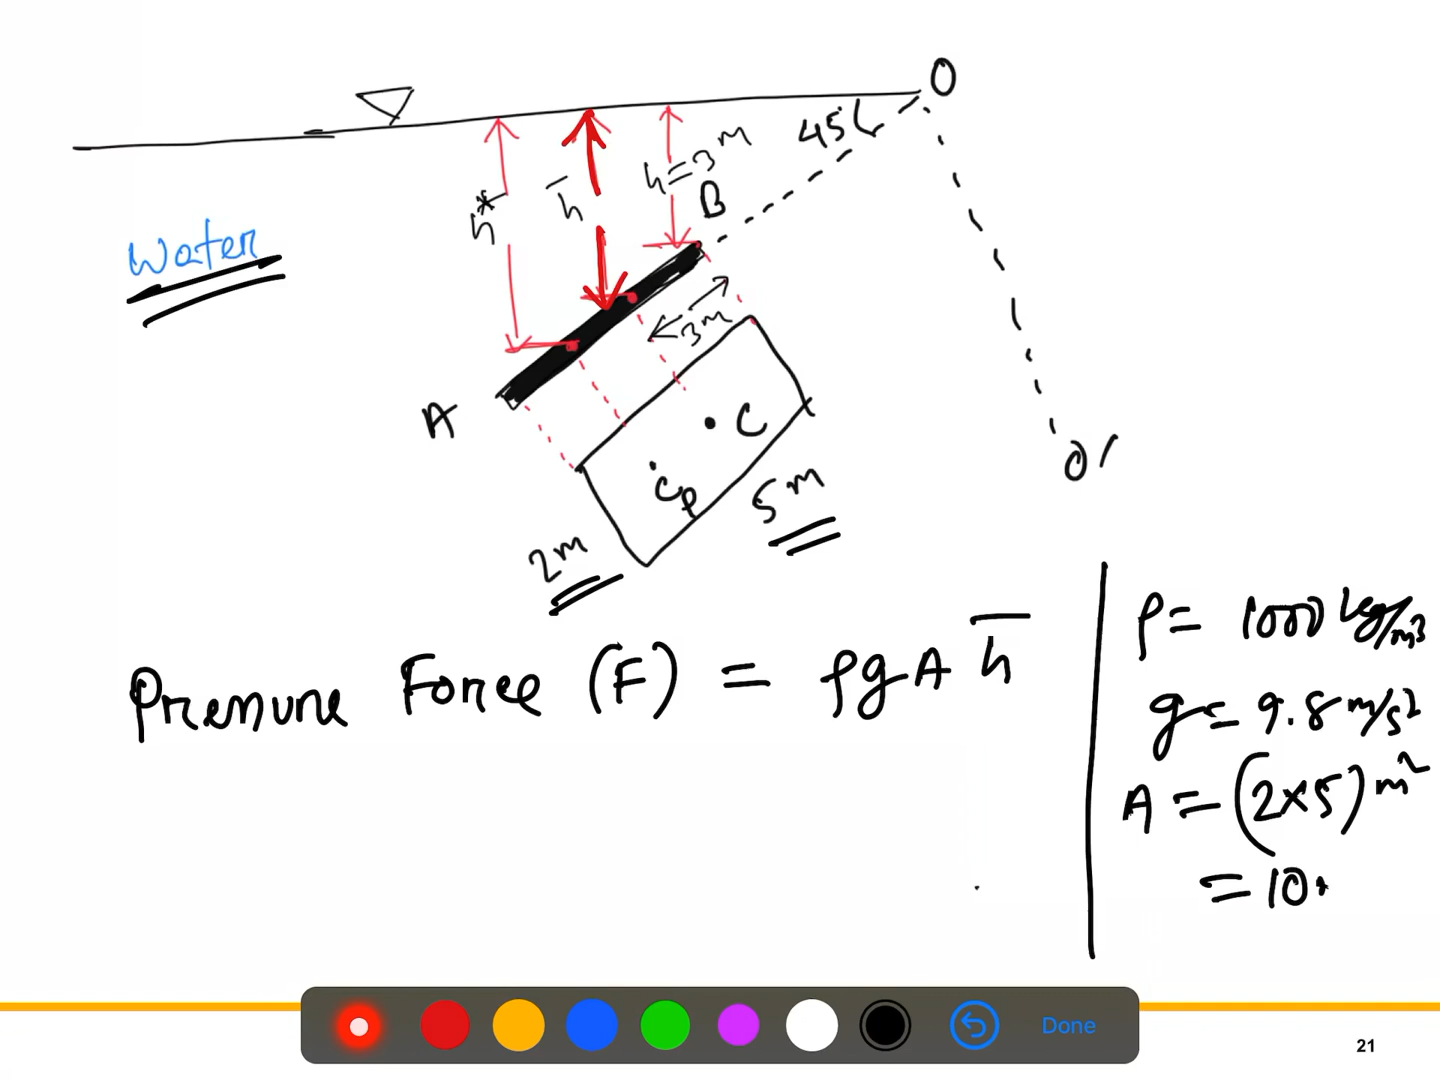 O
45
h=3m
h̄
h*
B
Water
3m
A
C
Cp
5m
2m
O'
Pressure Force (F) = ρgA h̄
ρ = 1000 kg/m3
g = 9.8 m/s2
A = (2×5) m2
= 10
Done
21